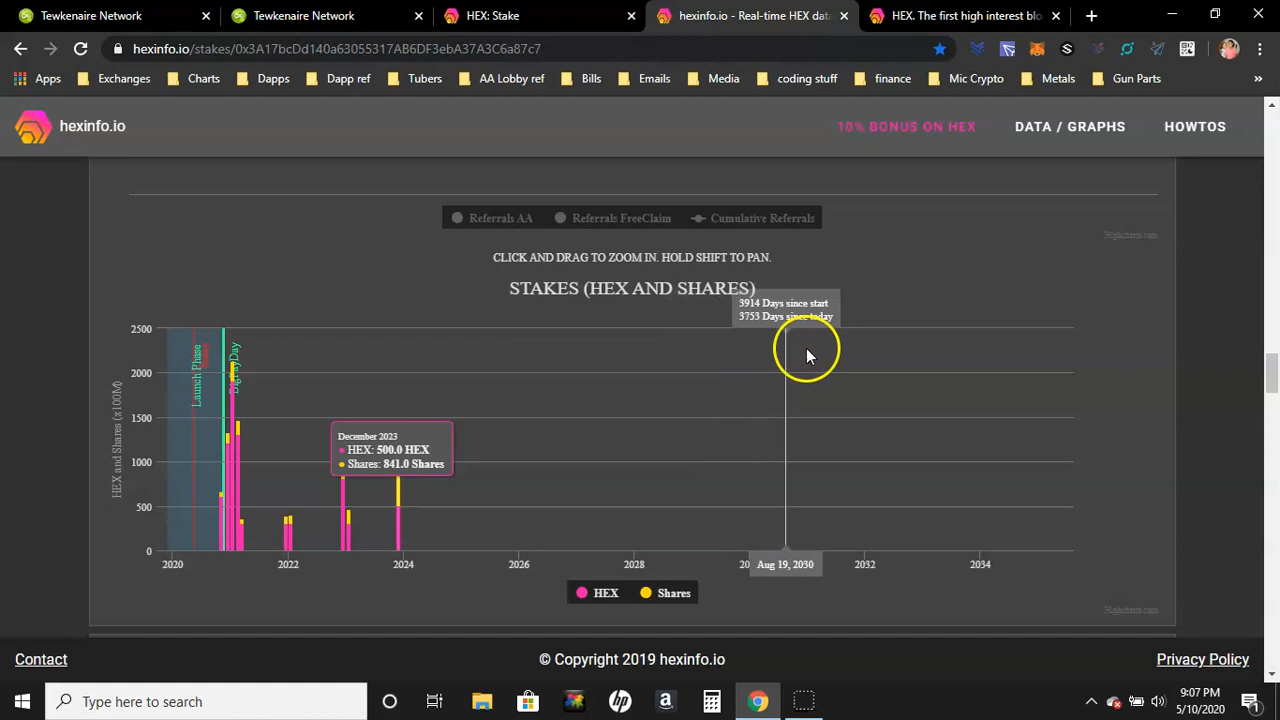 Tewkenaire Network
Tewkenaire Network
HEX: Stake
hexinfo.io - Real-time HEX data
HEX. The first high interest blo
hexinfo.io/stakes/0x3A17bcDd140a63055317AB6DF3ebA37A3C6a87c7
Apps
Exchanges
Charts
Dapps
Dapp ref
Tubers
AA Lobby ref
Bills
Emails
Media
coding stuff
finance
Mic Crypto
Metals
Gun Parts
»
hexinfo.io
10% BONUS ON HEX
DATA / GRAPHS
HOWTOS
Referrals AA
Referrals FreeClaim
Cumulative Referrals
Highcharts.com
CLICK AND DRAG TO ZOOM IN. HOLD SHIFT TO PAN.
STAKES (HEX AND SHARES)
3914 Days since start
3753 Days since today
2500
2000
1500
1000
500
0
HEX and Shares (x100M)
Launch Phase
BigPayDay
December 2023
HEX: 500.0 HEX
Shares: 841.0 Shares
2020
2022
2024
2026
2028
Aug 19, 2030
2032
2034
HEX
Shares
Highcharts.com
Contact
© Copyright 2019 hexinfo.io
Privacy Policy
Type here to search
9:07 PM
5/10/2020